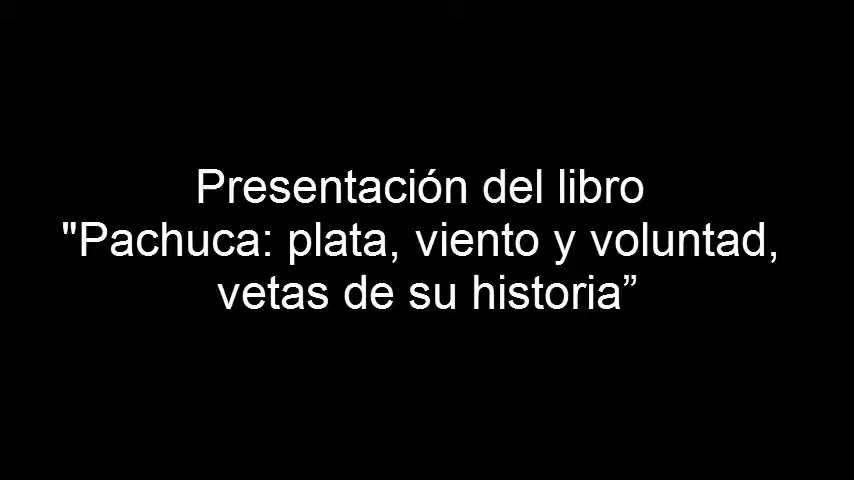 Presentación del libro
"Pachuca: plata, viento y voluntad,
vetas de su historia”